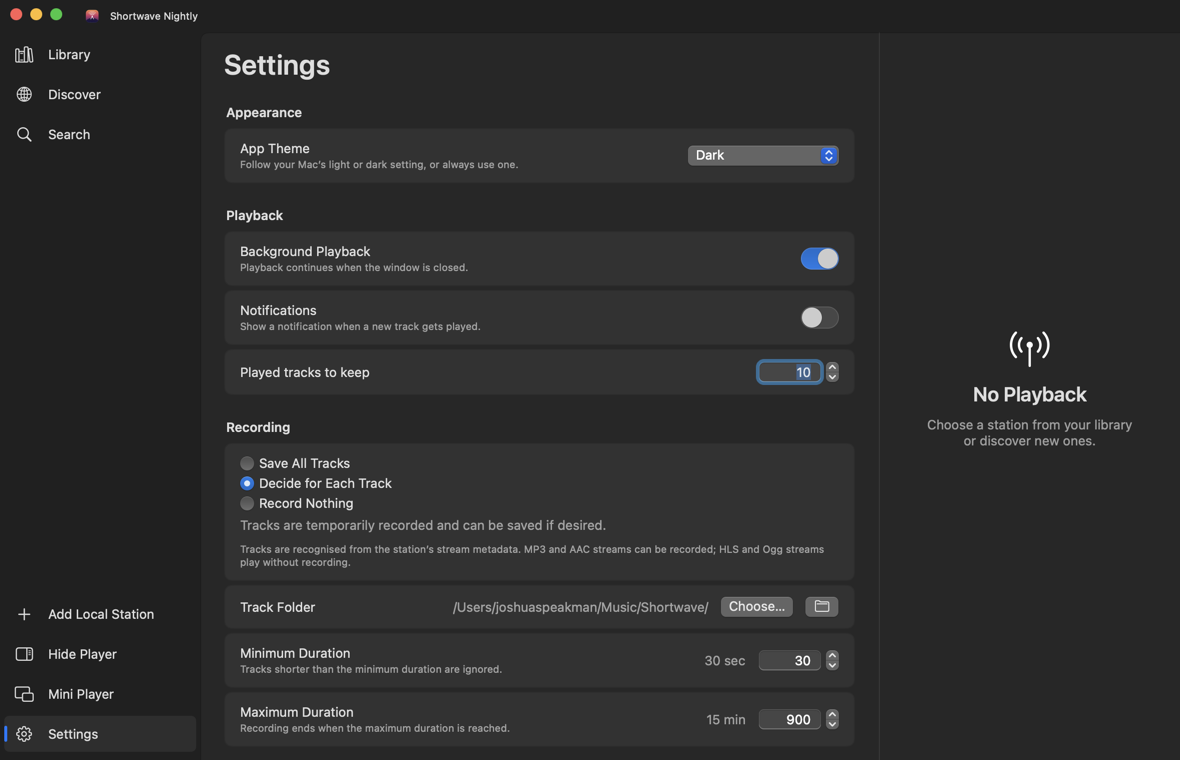 Shortwave Nightly
Library
Discover
Search
Add Local Station
Hide Player
Mini Player
Settings
Settings
Appearance
App Theme
Follow your Mac's light or dark setting, or always use one.
Dark
Playback
Background Playback
Playback continues when the window is closed.
Notifications
Show a notification when a new track gets played.
Played tracks to keep
10
Recording
Save All Tracks
Decide for Each Track
Record Nothing
Tracks are temporarily recorded and can be saved if desired.
Tracks are recognised from the station's stream metadata. MP3 and AAC streams can be recorded; HLS and Ogg streams
play without recording.
Track Folder
/Users/joshuaspeakman/Music/Shortwave/
Choose...
Minimum Duration
Tracks shorter than the minimum duration are ignored.
30 sec
30
Maximum Duration
Recording ends when the maximum duration is reached.
15 min
900
No Playback
Choose a station from your library
or discover new ones.